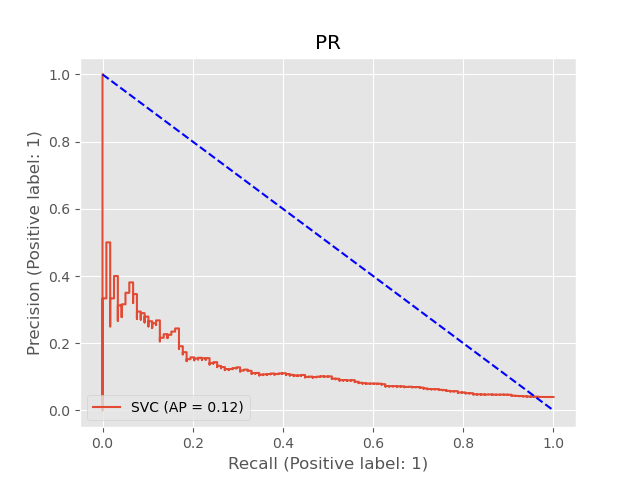 PR
Precision (Positive label: 1)
1.0
0.8
0.6
0.4
0.2
0.0
SVC (AP = 0.12)
0.0 0.2 0.4 0.6 0.8 1.0
Recall (Positive label: 1)